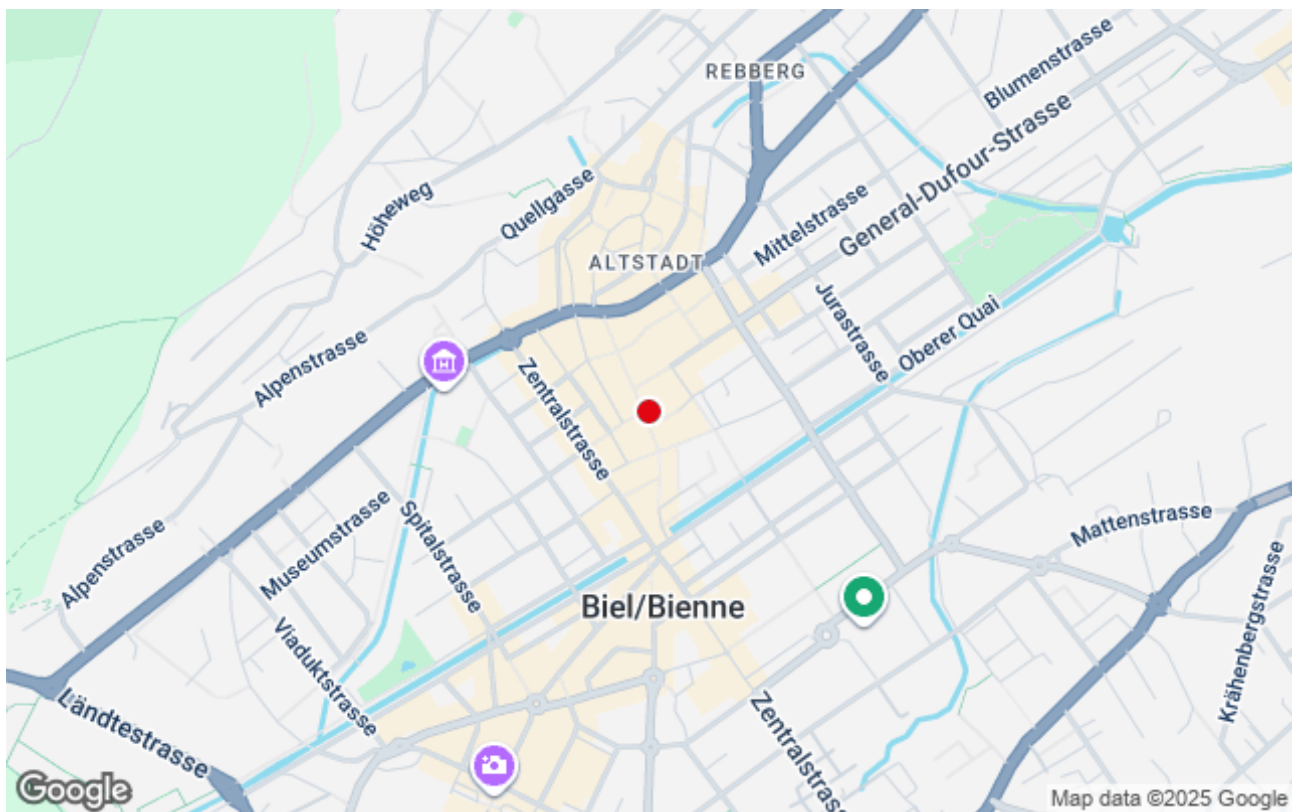 REBBERG
Blumenstrasse
General-Dufour-Strasse
Höheweg
Quellgasse
Mittelstrasse
ALTSTADT
Jurastrasse
Oberer Quai
Alpenstrasse
Zentralstrasse
Museumstrasse
Spitalstrasse
Mattenstrasse
Alpenstrasse
Krähenbergstrasse
Biel/Bienne
Viaduktstrasse
Ländtestrasse
Zentralstrasse
H
Google
Map data ©2025 Google